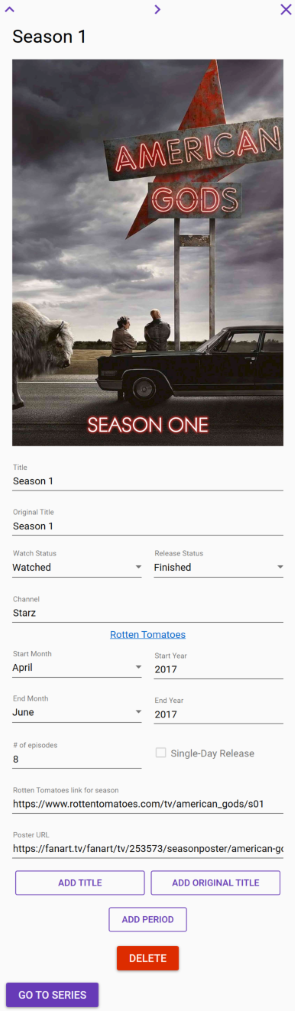 Season 1
AMERICAN
GODS
SEASON ONE
Title
Season 1
Original Title
Season 1
Watch Status
Release Status
Watched
Finished
Channel
Starz
Rotten Tomatoes
Start Month
Start Year
April
2017
End Month
End Year
June
2017
# of episodes
8
Single-Day Release
Rotten Tomatoes link for season
https://www.rottentomatoes.com/tv/american_gods/s01
Poster URL
https://fanart.tv/fanart/tv/253573/seasonposter/american-g
ADD TITLE
ADD ORIGINAL TITLE
ADD PERIOD
DELETE
GO TO SERIES